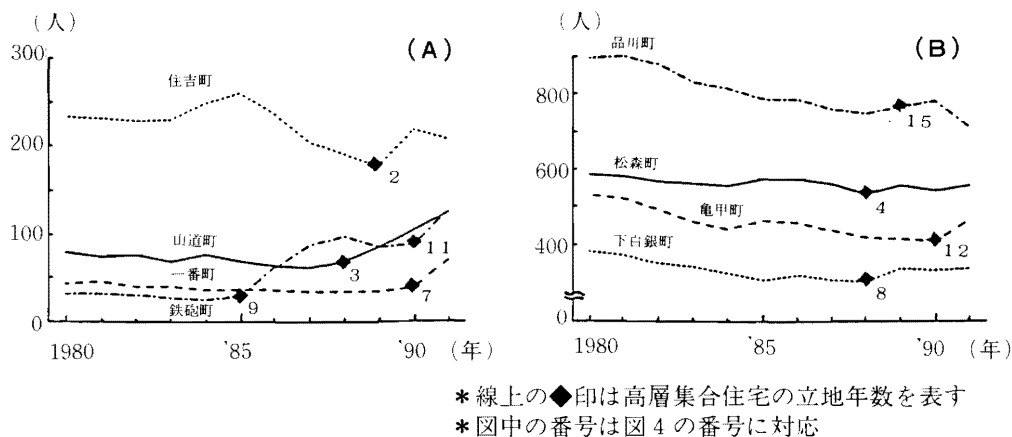 (人)
(A)
300
住吉町
200
2
山道町
100
11
一番町
3
7
鉄砲町
9
0
1980
'85
'90
(年)
(人)
(B)
品川町
800
15
松森町
600
4
亀甲町
下白銀町
400
12
8
0
1980
'85
'90
(年)
*線上の◆印は高層集合住宅の立地年数を表す
*図中の番号は図4の番号に対応